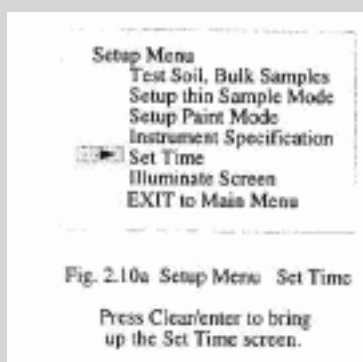 Setup Menu
Test Soil, Bulk Samples
Setup thin Sample Mode
Setup Paint Mode
Instrument Specification
Set Time
Illuminate Screen
EXIT to Main Menu
Fig. 2.10a Setup Menu Set Time
Press Clear/enter to bring
up the Set Time screen.